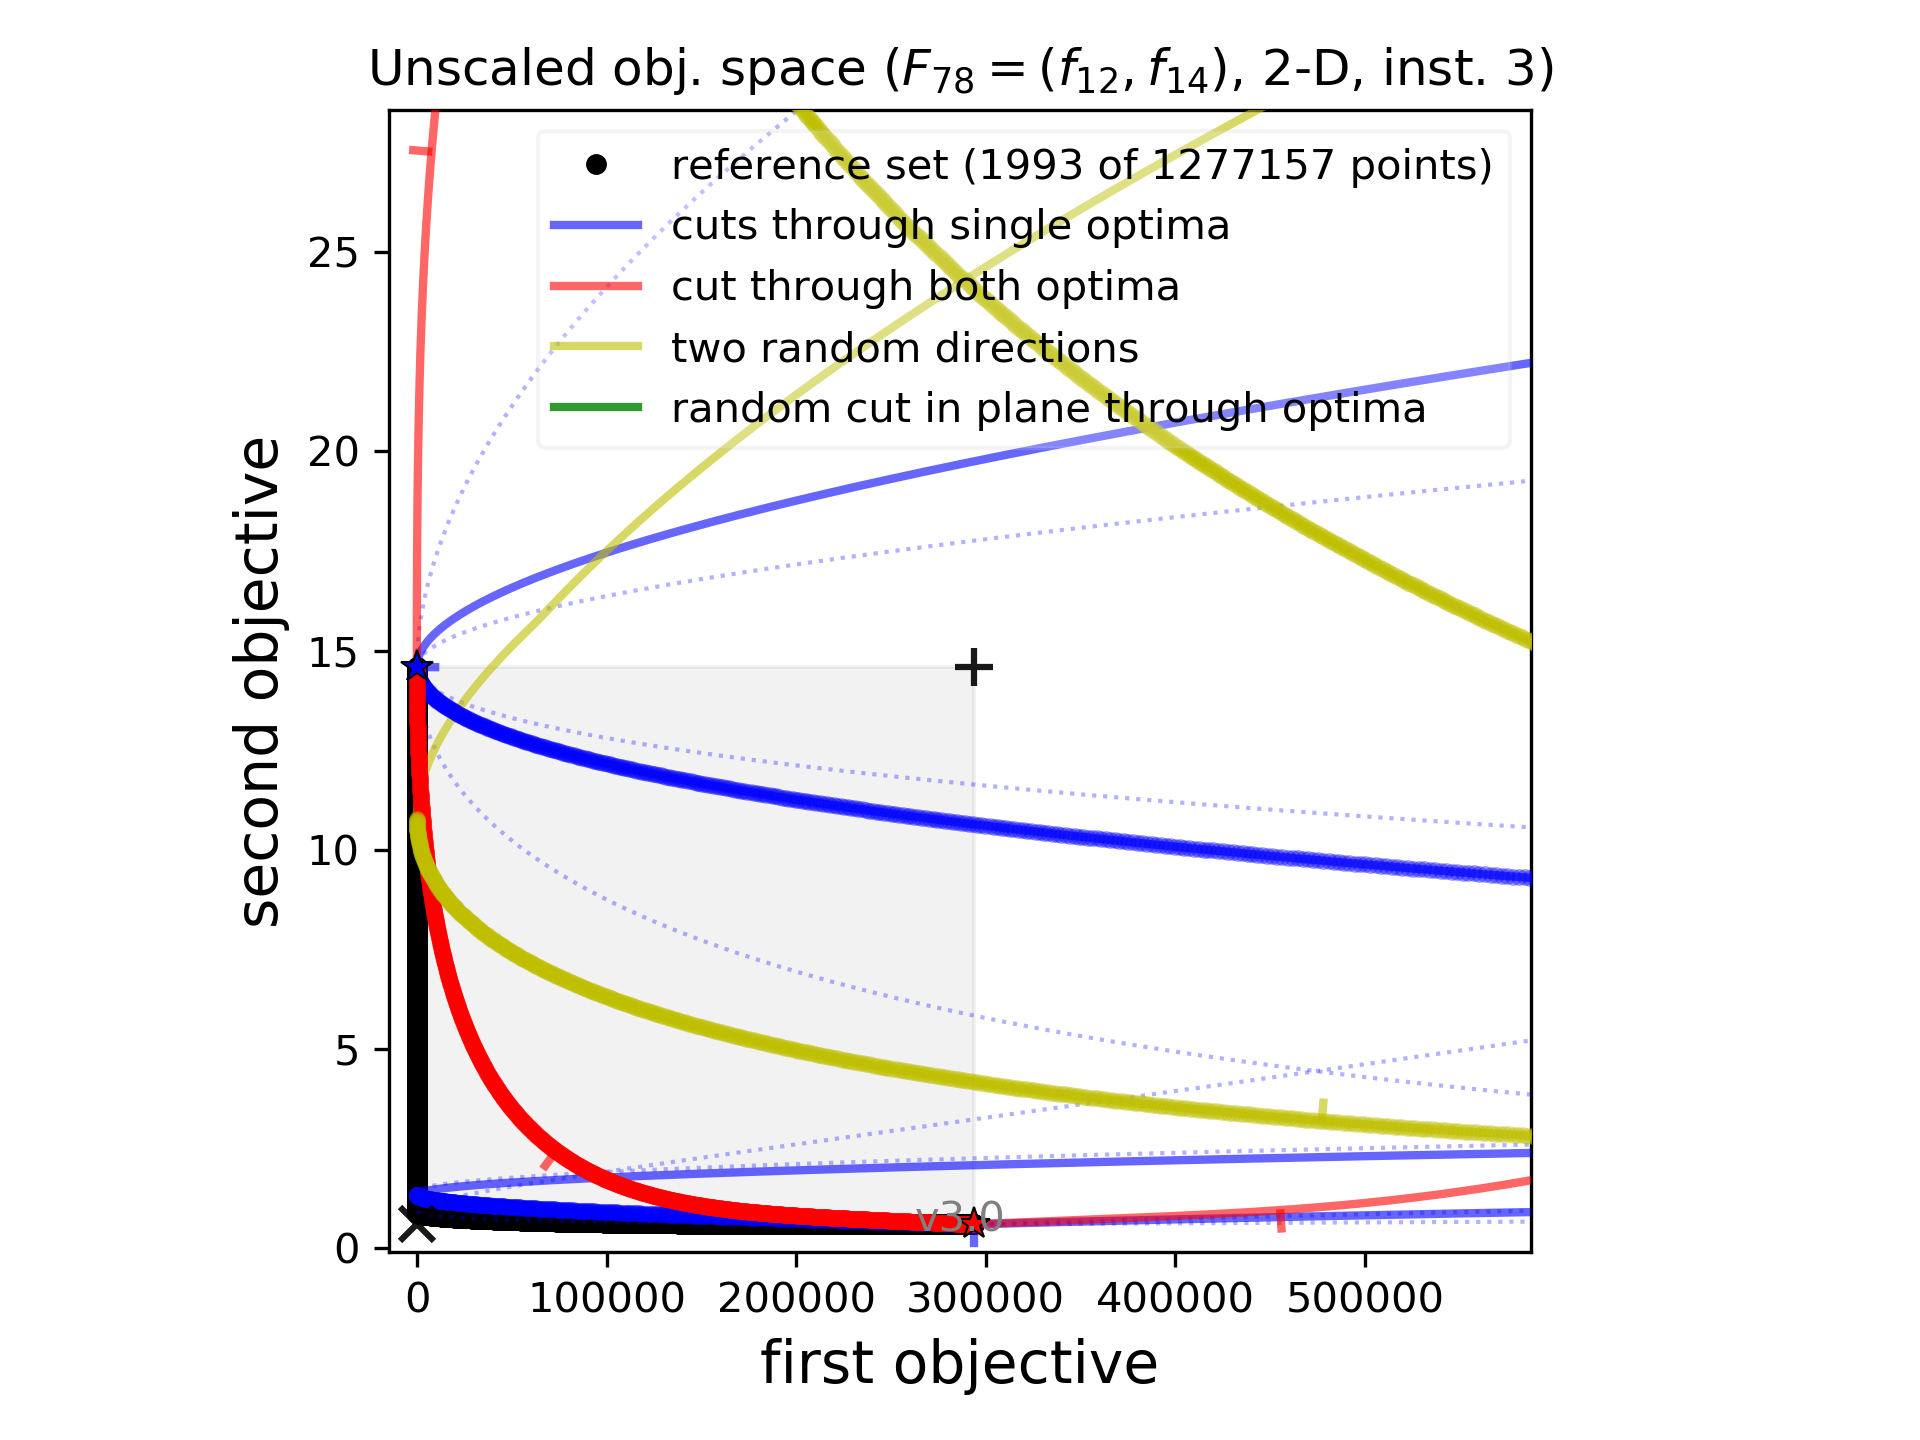 Unscaled obj. space (F78 = (f12, f14), 2-D, inst. 3)
reference set (1993 of 1277157 points)
cuts through single optima
cut through both optima
two random directions
random cut in plane through optima
second objective
25
20
15
10
5
0
v3.0
0 100000 200000 300000 400000 500000
first objective